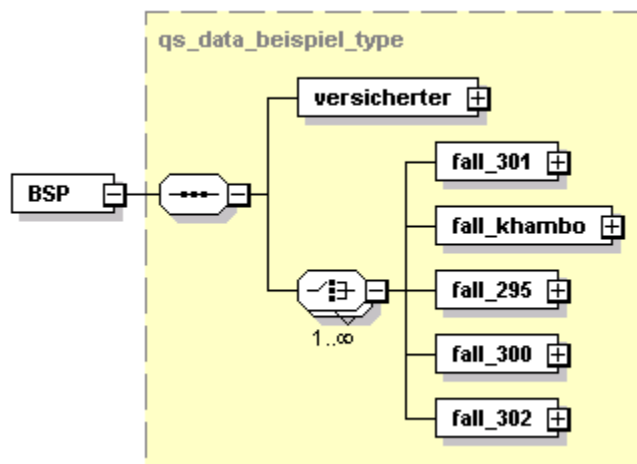 qs_data_beispiel_type
versicherter
BSP
fall_301
fall_khambo
fall_295
1..∞
fall_300
fall_302